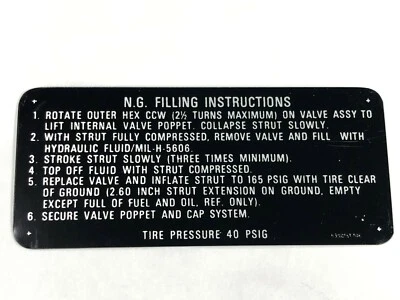 N.G. FILLING INSTRUCTIONS
1. ROTATE OUTER HEX CCW (2½ TURNS MAXIMUM) ON VALVE ASSY TO
LIFT INTERNAL VALVE POPPET. COLLAPSE STRUT SLOWLY.
2. WITH STRUT FULLY COMPRESSED, REMOVE VALVE AND FILL WITH
HYDRAULIC FLUID/MIL-H-5606.
3. STROKE STRUT SLOWLY (THREE TIMES MINIMUM).
4. TOP OFF FLUID WITH STRUT COMPRESSED.
5. REPLACE VALVE AND INFLATE STRUT TO 165 PSIG WITH TIRE CLEAR
OF GROUND (2.60 INCH STRUT EXTENSION ON GROUND, EMPTY
EXCEPT FULL OF FUEL AND OIL, REF. ONLY).
6. SECURE VALVE POPPET AND CAP SYSTEM.
TIRE PRESSURE 40 PSIG